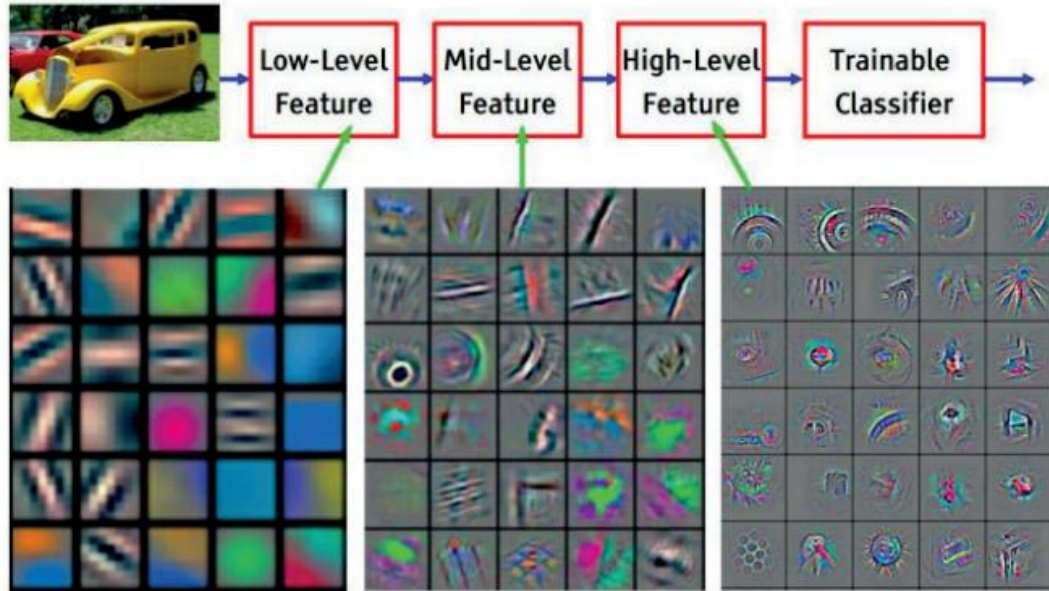 Low-Level
Feature
Mid-Level
Feature
High-Level
Feature
Trainable
Classifier